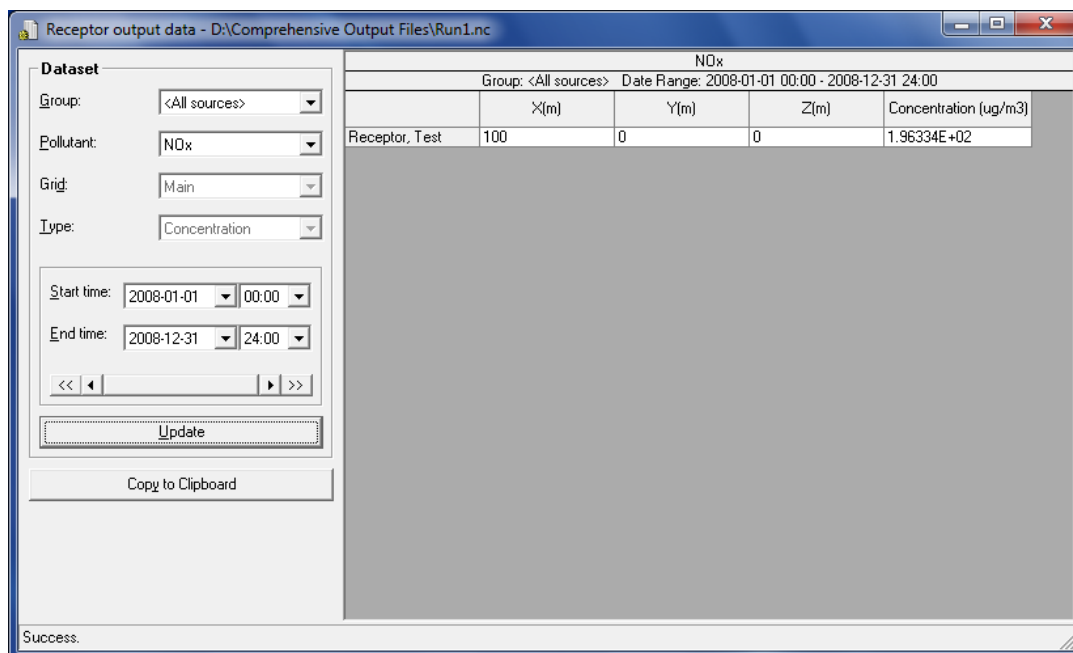 Receptor output data - D:\Comprehensive Output Files\Run1.nc
Dataset
Group: <All sources>
Pollutant: NOx
Grid: Main
Type: Concentration
Start time: 2008-01-01 00:00
End time: 2008-12-31 24:00
<< >>
Update
Copy to Clipboard
NOx
Group: <All sources> Date Range: 2008-01-01 00:00 - 2008-12-31 24:00
X(m) Y(m) Z(m) Concentration (ug/m3)
Receptor, Test 100 0 0 1.96334E+02
Success.